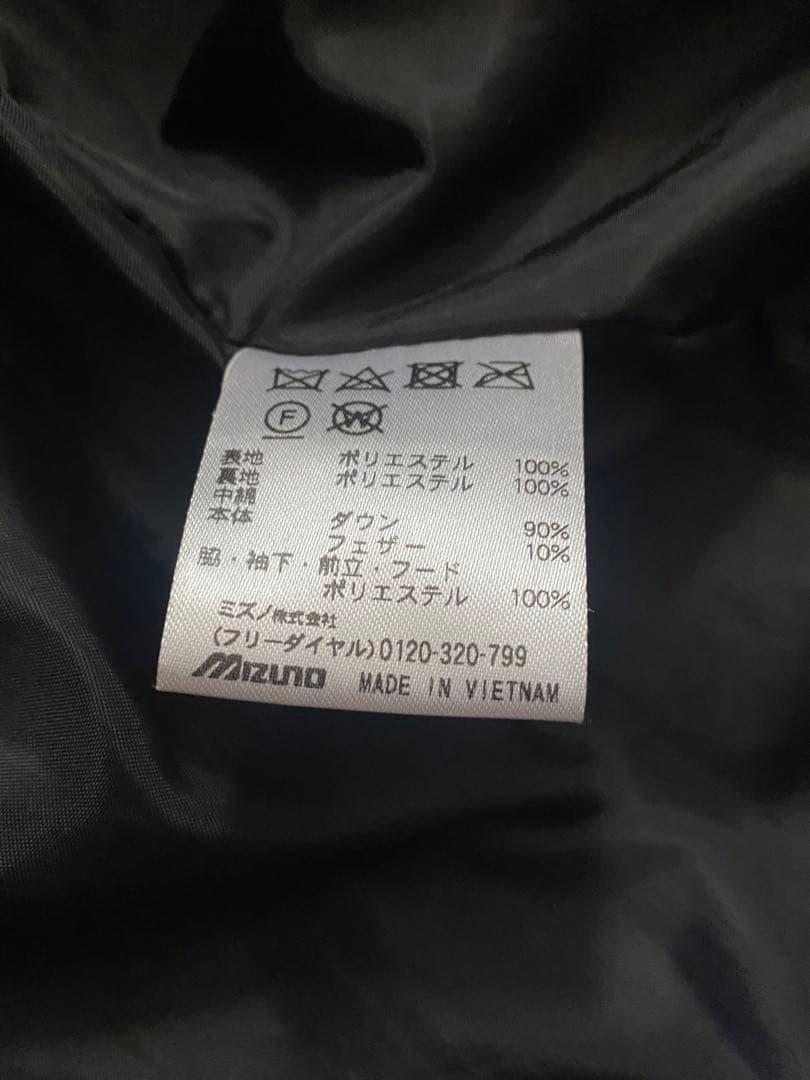 F W
表地 ポリエステル 100%
裏地 ポリエステル 100%
中綿
本体 ダウン 90%
フェザー 10%
脇・袖下・前立・フード
ポリエステル 100%
ミズノ株式会社
(フリーダイヤル)0120-320-799
MIZUNO MADE IN VIETNAM